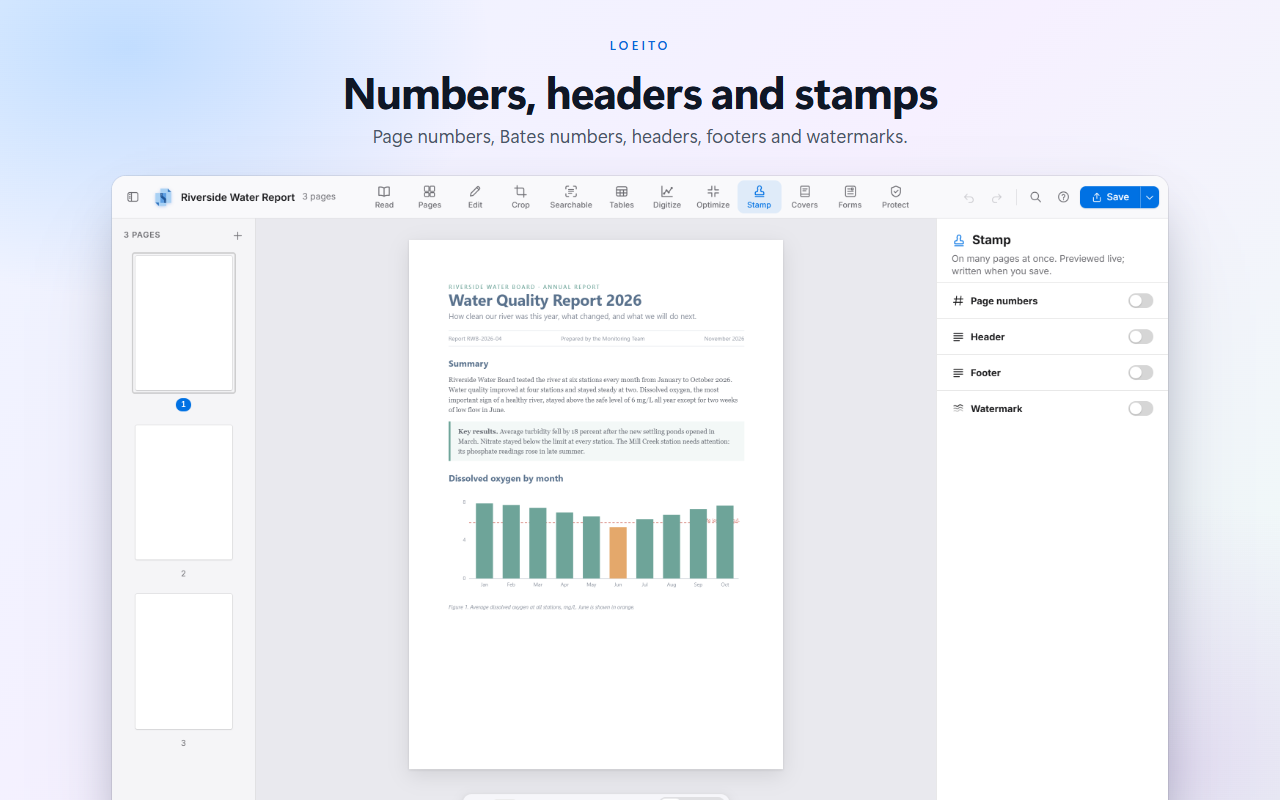 LOEITO
Numbers, headers and stamps
Page numbers, Bates numbers, headers, footers and watermarks.
Riverside Water Report 3 pages
Read Pages Edit Crop Searchable Tables Digitize Optimize Stamp Covers Forms Protect
Save
3 PAGES
1
2
3
RIVERSIDE WATER BOARD · ANNUAL REPORT
Water Quality Report 2026
How clean our river was this year, what changed, and what we will do next.
Report RWB-2026-04 Prepared by the Monitoring Team November 2026
Summary
Riverside Water Board tested the river at six stations every month from January to October 2026.
Water quality improved at four stations and stayed steady at two. Dissolved oxygen, the most
important sign of a healthy river, stayed above the safe level of 6 mg/L all year except for two weeks
of low flow in June.
Key results. Average turbidity fell by 18 percent after the new settling ponds opened in
March. Nitrate stayed below the limit at every station. The Mill Creek station needs attention:
its phosphate readings rose in late summer.
Dissolved oxygen by month
8
4
0
Jan Feb Mar Apr May Jun Jul Aug Sep Oct
Figure 1. Average dissolved oxygen at all stations, mg/L. June is shown in orange.
Stamp
On many pages at once. Previewed live;
written when you save.
Page numbers
Header
Footer
Watermark